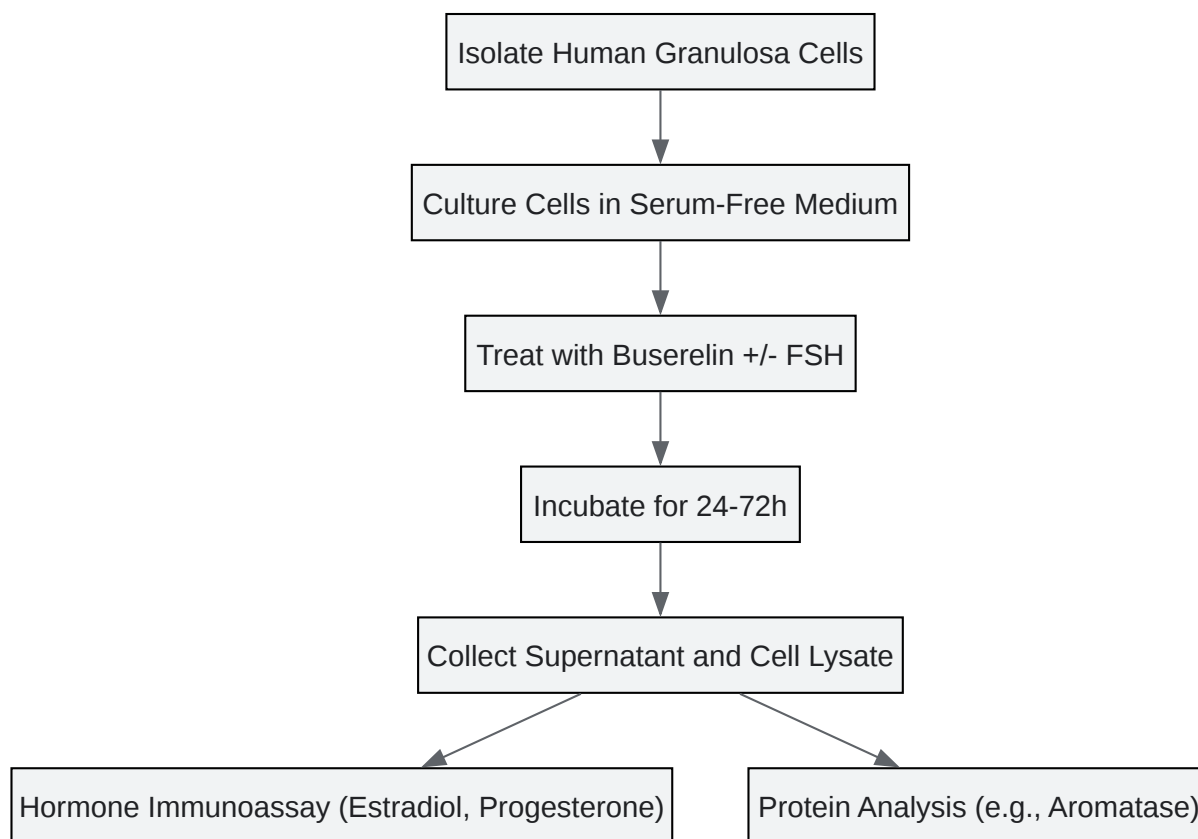 Isolate Human Granulosa Cells
Culture Cells in Serum-Free Medium
Treat with Buserelin +/- FSH
Incubate for 24-72h
Collect Supernatant and Cell Lysate
Hormone Immunoassay (Estradiol, Progesterone)
Protein Analysis (e.g., Aromatase)